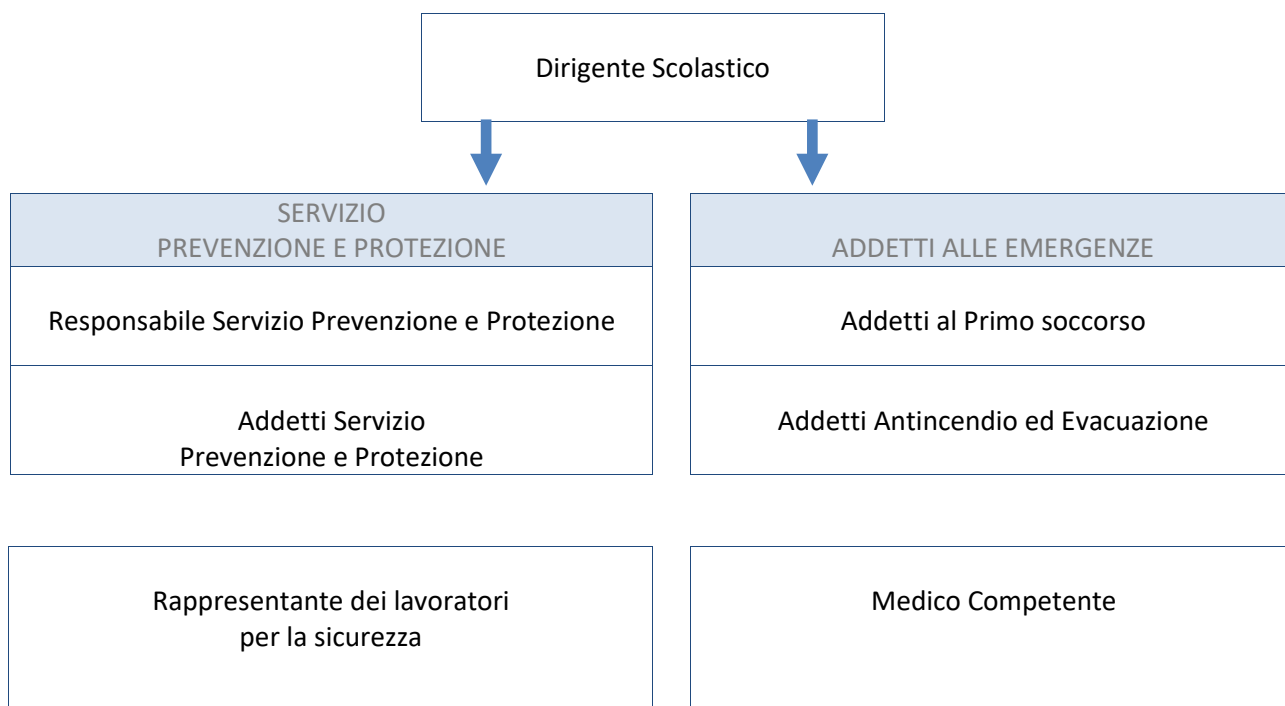 Dirigente Scolastico
SERVIZIO
PREVENZIONE E PROTEZIONE
Responsabile Servizio Prevenzione e Protezione
Addetti Servizio
Prevenzione e Protezione
ADDETTI ALLE EMERGENZE
Addetti al Primo soccorso
Addetti Antincendio ed Evacuazione
Rappresentante dei lavoratori
per la sicurezza
Medico Competente